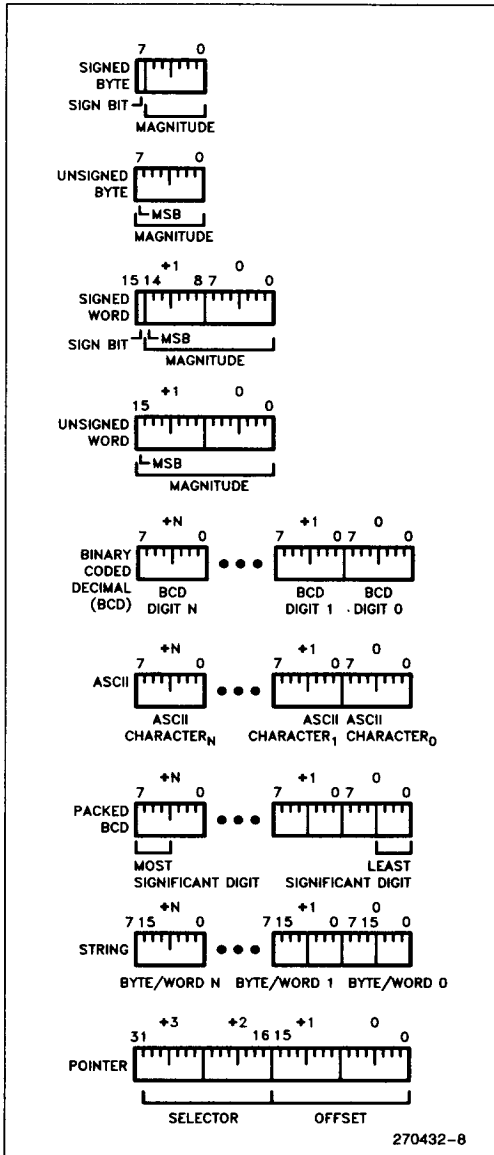 7 0
SIGNED
BYTE
SIGN BIT
MAGNITUDE
7 0
UNSIGNED
BYTE
MSB
MAGNITUDE
+1 0
15 14 8 7 0
SIGNED
WORD
SIGN BIT
MSB
MAGNITUDE
+1 0
15 0
UNSIGNED
WORD
MSB
MAGNITUDE
+N +1 0
7 0 7 0 7 0
BINARY
CODED
DECIMAL
(BCD)
BCD BCD BCD
DIGIT N DIGIT 1 DIGIT 0
+N +1 0
7 0 7 0 7 0
ASCII
ASCII ASCII ASCII
CHARACTERN CHARACTER1 CHARACTER0
+N +1 0
7 0 7 0 7 0
PACKED
BCD
MOST LEAST
SIGNIFICANT DIGIT SIGNIFICANT DIGIT
+N +1 0
7 15 0 7 15 0 7 15 0
STRING
BYTE/WORD N BYTE/WORD 1 BYTE/WORD 0
+3 +2 +1 0
31 16 15 0
POINTER
SELECTOR OFFSET
270432-8